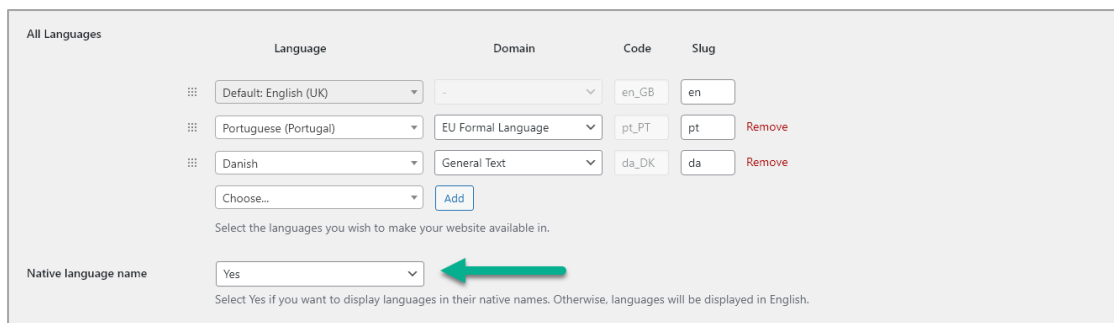 All Languages
Language Domain Code Slug
Default: English (UK) - en_GB en
Portuguese (Portugal) EU Formal Language pt_PT pt Remove
Danish General Text da_DK da Remove
Choose... Add
Select the languages you wish to make your website available in.
Native language name Yes
Select Yes if you want to display languages in their native names. Otherwise, languages will be displayed in English.